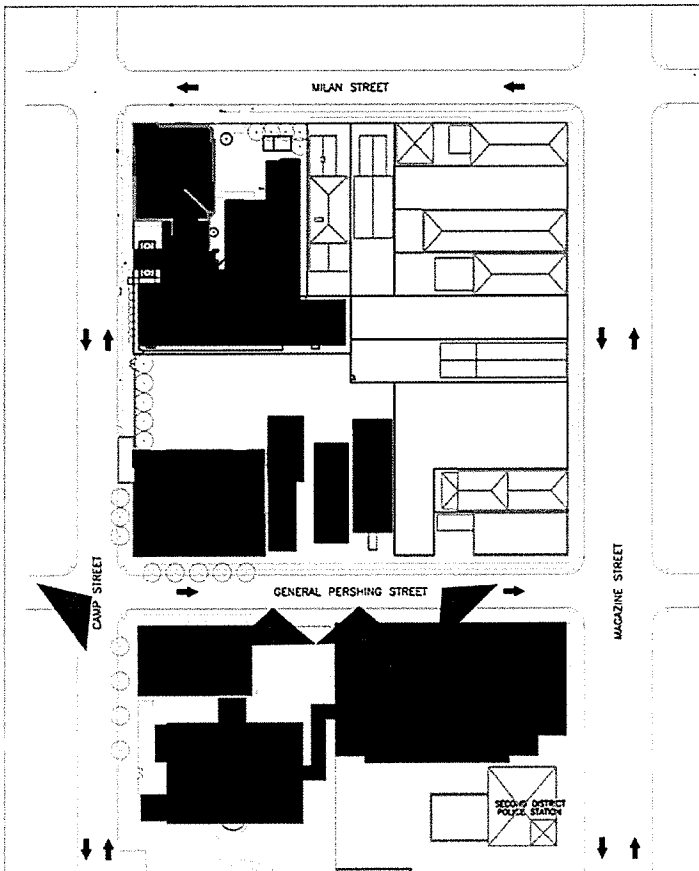 MILAN STREET
CAMP STREET
GENERAL PERSHING STREET
MAGAZINE STREET
SECOND DISTRICT
POLICE STATION